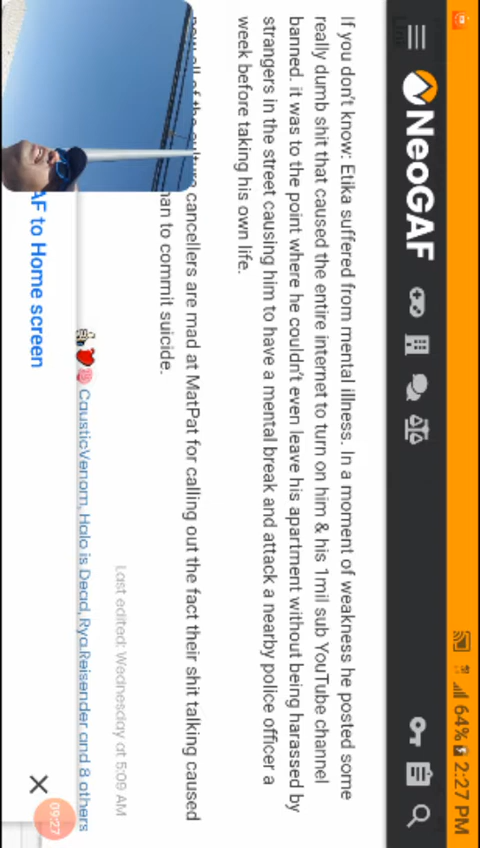 64% 2:27 PM
NeoGAF
If you don't know: Etika suffered from mental illness. In a moment of weakness he posted some
really dumb shit that caused the entire internet to turn on him & his 1mil sub YouTube channel
banned. it was to the point where he couldn't even leave his apartment without being harassed by
strangers in the street causing him to have a mental break and attack a nearby police officer a
week before taking his own life.
cancellers are mad at MatPat for calling out the fact their shit talking caused
to commit suicide.
Last edited: Wednesday at 5:09 AM
CausticVenom, Halo is Dead, Rya.Reisender and 8 others
AF to Home screen
09:27